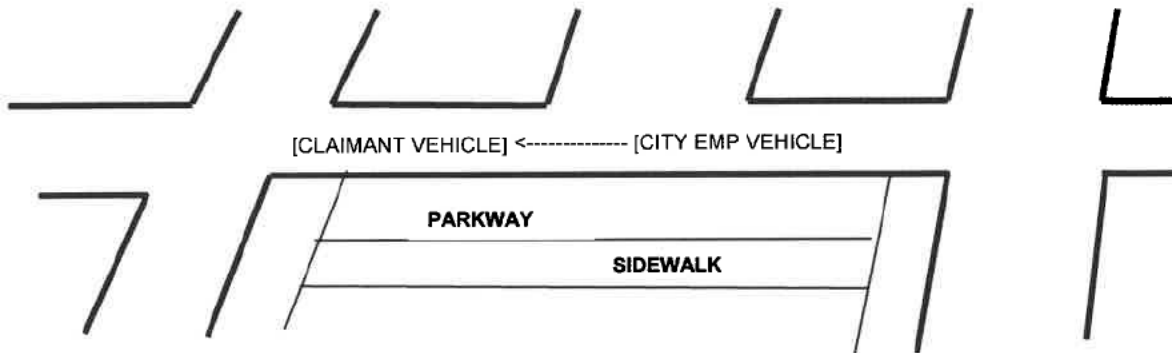 [CLAIMANT VEHICLE] <-------------- [CITY EMP VEHICLE]
PARKWAY
SIDEWALK